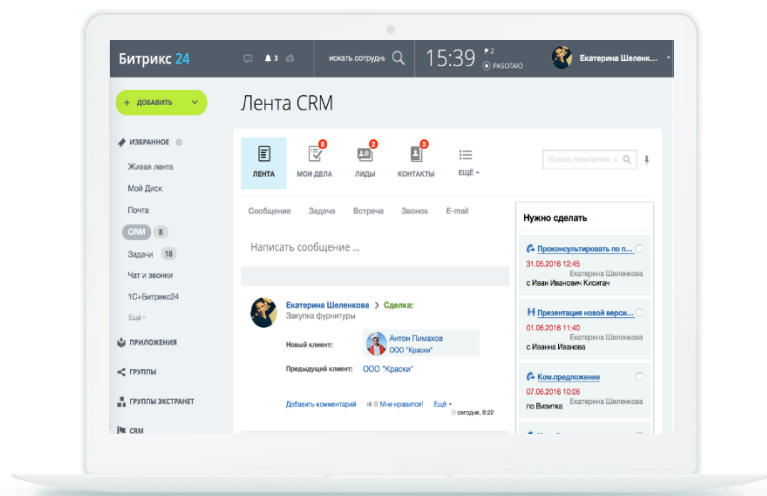 Битрикс 24
3
искать сотрудн
15:39
2
РАБОТАЮ
Екатерина Шеленк...
+ ДОБАВИТЬ
Лента CRM
ИЗБРАННОЕ
Живая лента
Мой Диск
Почта
CRM 8
Задачи 18
Чат и звонки
1С+Битрикс24
Ещё
ПРИЛОЖЕНИЯ
ГРУППЫ
ГРУППЫ ЭКСТРАНЕТ
CRM
ЛЕНТА
8
МОИ ДЕЛА
2
ЛИДЫ
3
КОНТАКТЫ
ЕЩЁ
Искать компанию, к
Сообщение Задача Встреча Звонок E-mail
Написать сообщение ...
Екатерина Шеленкова > Сделка:
Закупка фурнитуры
Новый клиент:
Антон Пимахов
ООО "Краски"
Предыдущий клиент: ООО "Краски"
Добавить комментарий 0 Мне нравится! Ещё
сегодня, 8:22
Нужно сделать
Проконсультировать по п...
31.05.2016 12:45
Екатерина Шеленкова
с Иван Иванович Кисигач
Презентация новой верси...
01.06.2016 11:40
Екатерина Шеленкова
с Иванна Иванова
Ком.предложение
07.06.2016 10:06
Екатерина Шеленкова
по Визитка